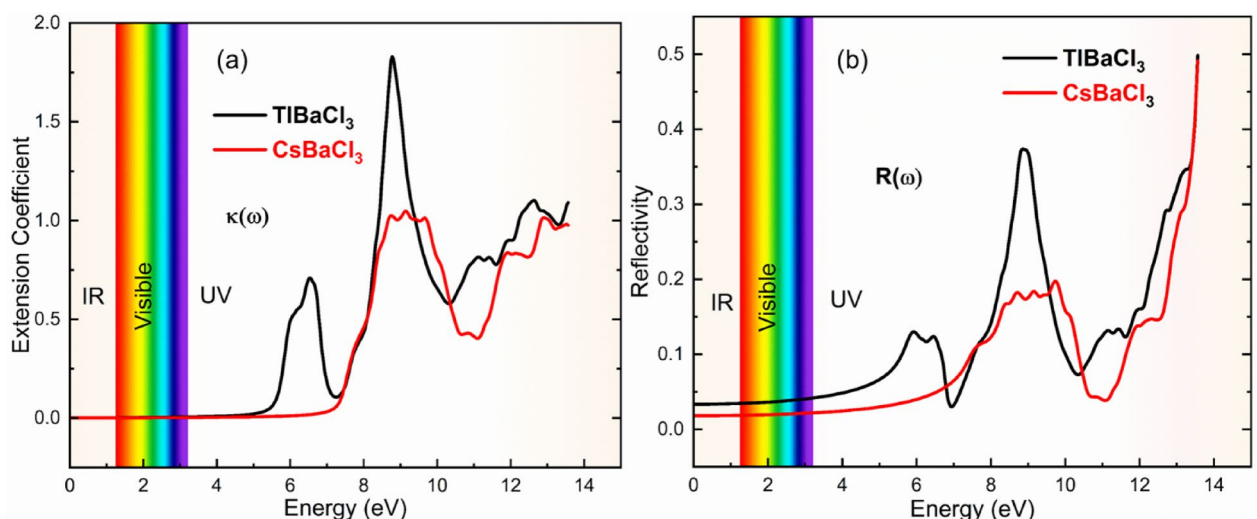 (a)
TlBaCl₃
CsBaCl₃
κ(ω)
IR
Visible
UV
Extension Coefficient
2.0
1.5
1.0
0.5
0.0
0 2 4 6 8 10 12 14
Energy (eV)
(b)
TlBaCl₃
CsBaCl₃
R(ω)
IR
Visible
UV
Reflectivity
0.5
0.4
0.3
0.2
0.1
0.0
0 2 4 6 8 10 12 14
Energy (eV)